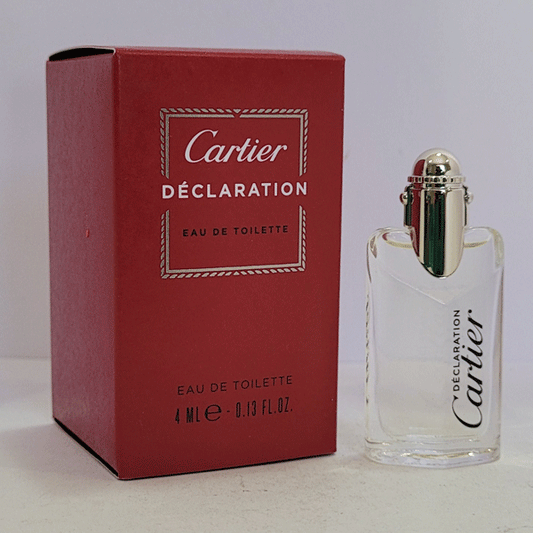 Cartier
DÉCLARATION
EAU DE TOILETTE
EAU DE TOILETTE
4 ML ℮ - 0.13 FL.OZ.
DÉCLARATION
Cartier